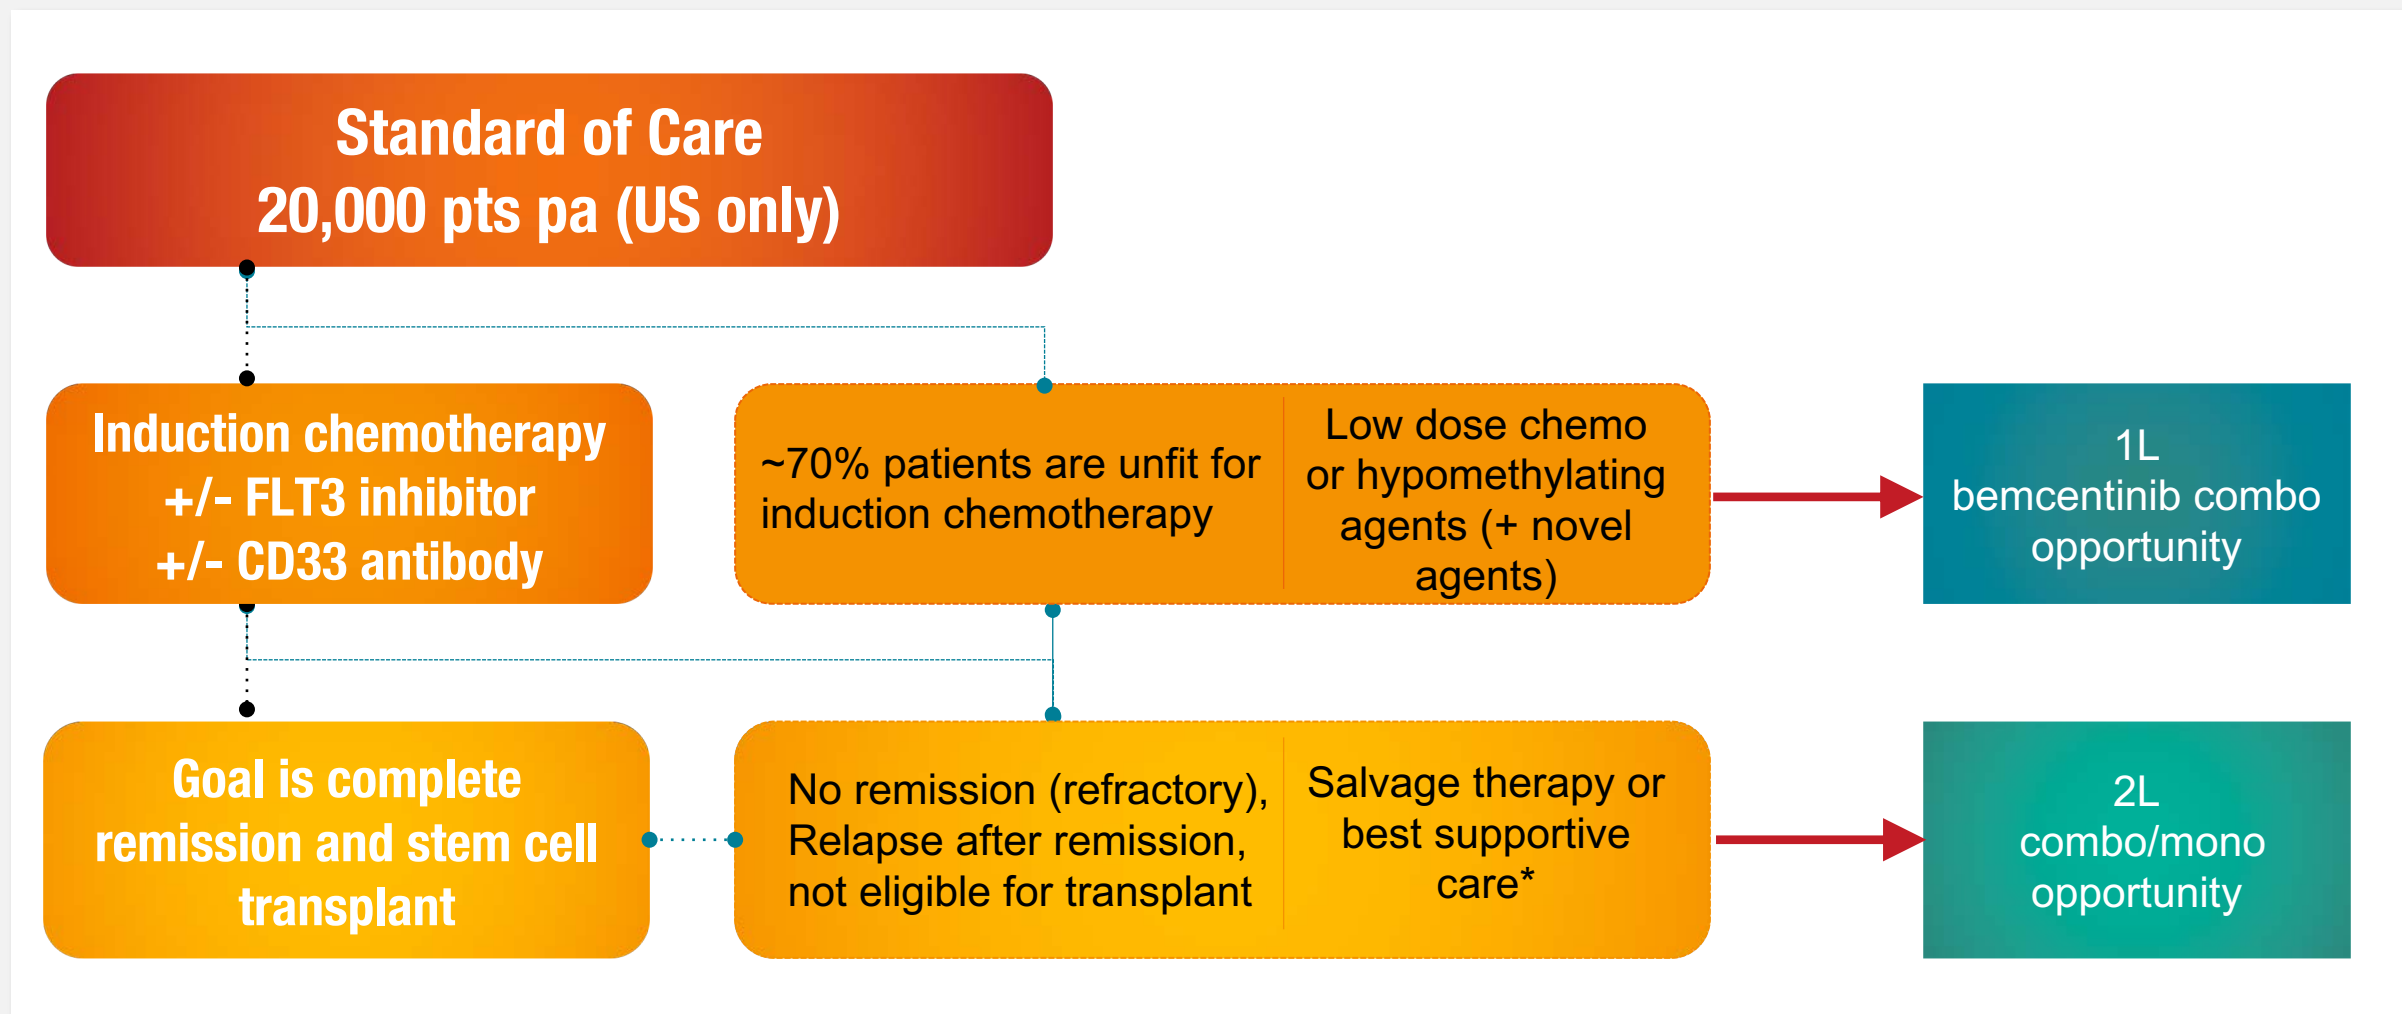 Standard of Care
20,000 pts pa (US only)
Induction chemotherapy
+/- FLT3 inhibitor
+/- CD33 antibody
~70% patients are unfit for
induction chemotherapy
Low dose chemo
or hypomethylating
agents (+ novel
agents)
1L
bemcentinib combo
opportunity
Goal is complete
remission and stem cell
transplant
No remission (refractory),
Relapse after remission,
not eligible for transplant
Salvage therapy or
best supportive
care*
2L
combo/mono
opportunity